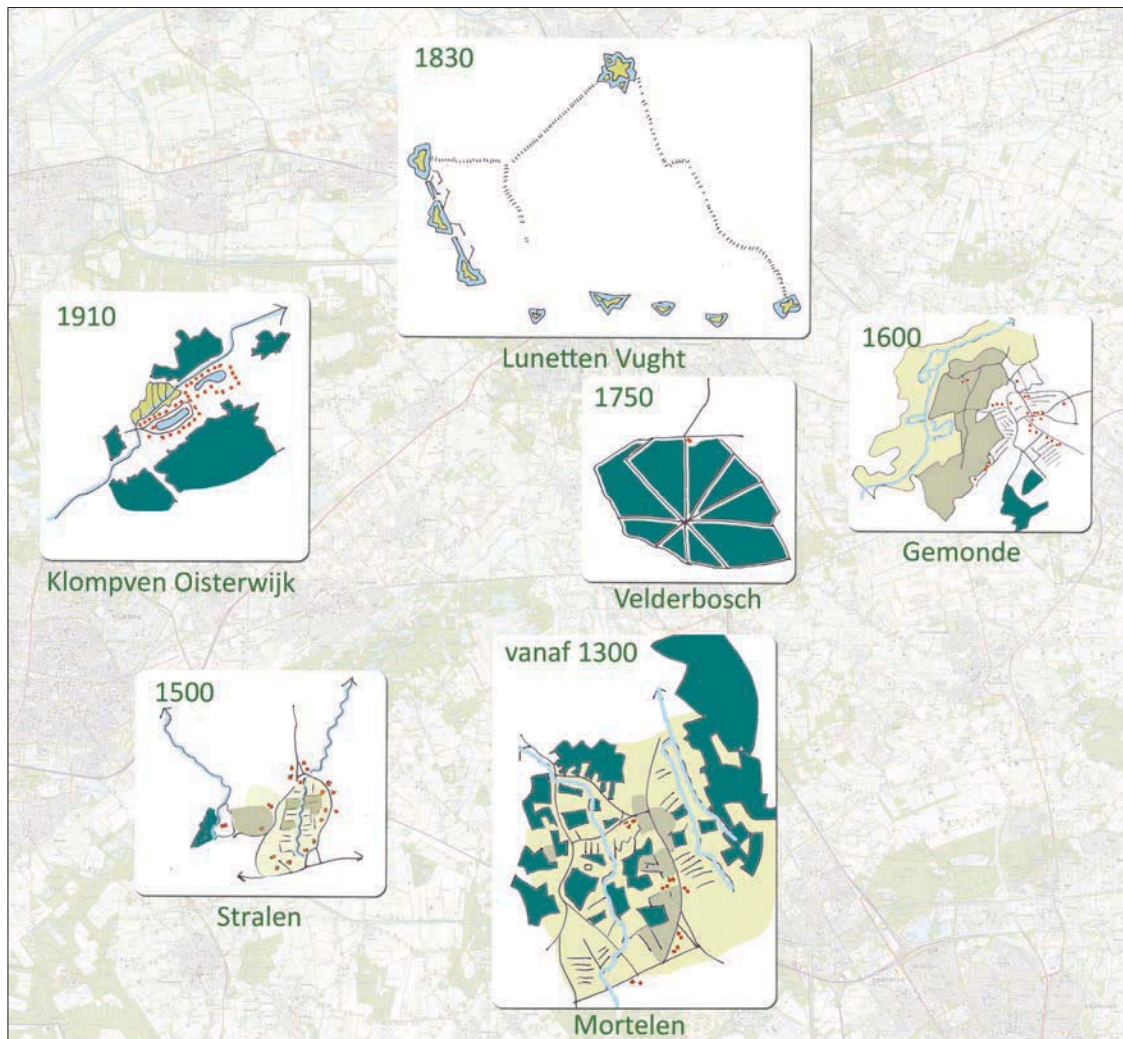 1830
Lunetten Vught
1910
Klompven Oisterwijk
1750
Velderbosch
1600
Gemonde
1500
Stralen
vanaf 1300
Mortelen